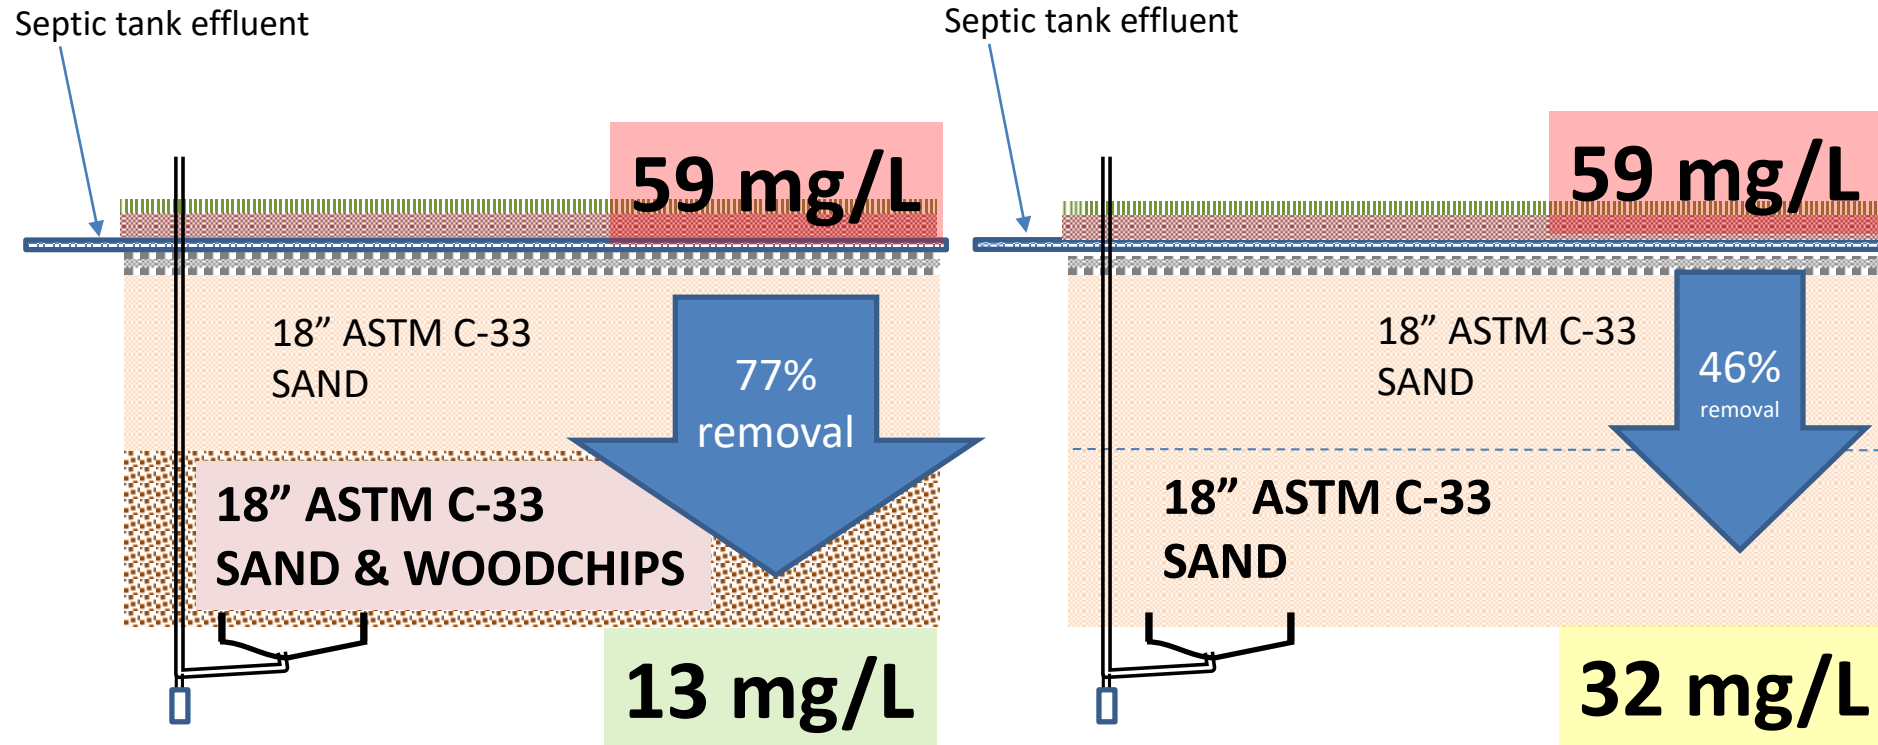 Septic tank effluent
59 mg/L
18” ASTM C-33
SAND
77%
removal
18” ASTM C-33
SAND & WOODCHIPS
13 mg/L
Septic tank effluent
59 mg/L
18” ASTM C-33
SAND
46%
removal
18” ASTM C-33
SAND
32 mg/L